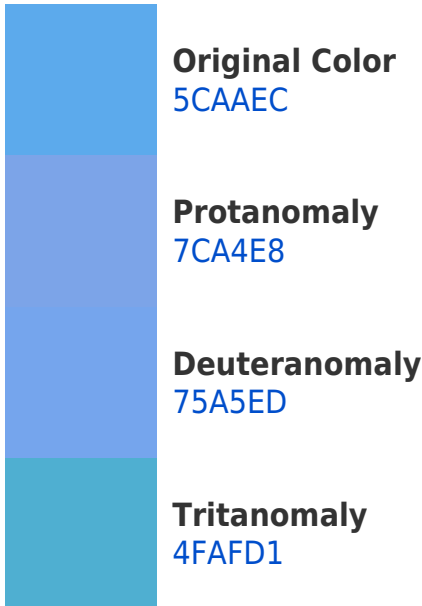 Original Color
5CAAEC
Protanomaly
7CA4E8
Deuteranomaly
75A5ED
Tritanomaly
4FAFD1